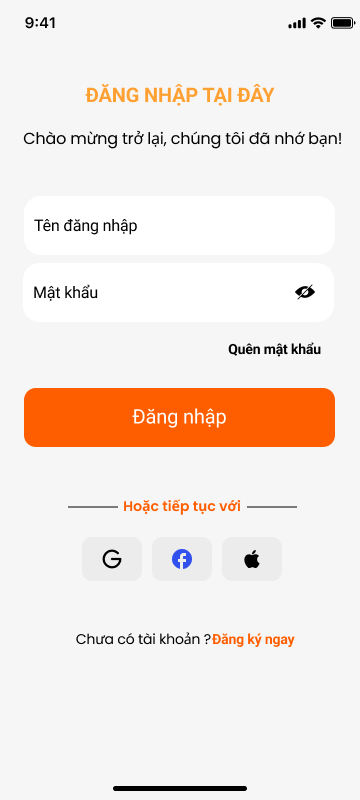 9:41
ĐĂNG NHẬP TẠI ĐÂY
Chào mừng trở lại, chúng tôi đã nhớ bạn!
Tên đăng nhập
Mật khẩu
Quên mật khẩu
Đăng nhập
Hoặc tiếp tục với
Chưa có tài khoản ?Đăng ký ngay